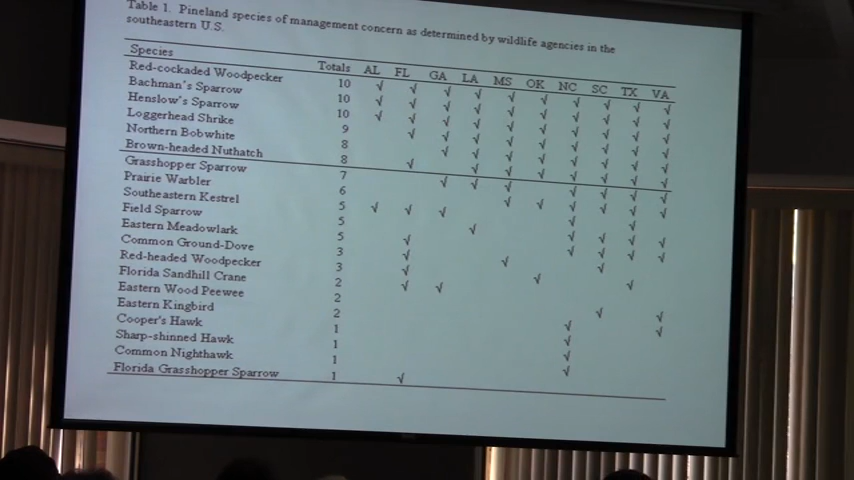 Table 1. Pineland species of management concern as determined by wildlife agencies in the
southeastern U.S.
Species Totals AL FL GA LA MS OK NC SC TX VA
Red-cockaded Woodpecker 10 √ √ √ √ √ √ √ √ √ √
Bachman's Sparrow 10 √ √ √ √ √ √ √ √ √ √
Henslow's Sparrow 10 √ √ √ √ √ √ √ √ √ √
Loggerhead Shrike 9 √ √ √ √ √ √ √ √ √
Northern Bobwhite 8 √ √ √ √ √ √ √ √
Brown-headed Nuthatch 8 √ √ √ √ √ √ √ √
Grasshopper Sparrow 7 √ √ √ √ √ √ √
Prairie Warbler 6 √ √ √ √ √ √
Southeastern Kestrel 5 √ √ √ √ √
Field Sparrow 5 √ √ √ √ √
Eastern Meadowlark 5 √ √ √ √ √
Common Ground-Dove 3 √ √ √
Red-headed Woodpecker 3 √ √ √
Florida Sandhill Crane 2 √ √
Eastern Wood Peewee 2 √ √
Eastern Kingbird 2 √ √
Cooper's Hawk 1 √
Sharp-shinned Hawk 1 √
Common Nighthawk 1 √
Florida Grasshopper Sparrow 1 √